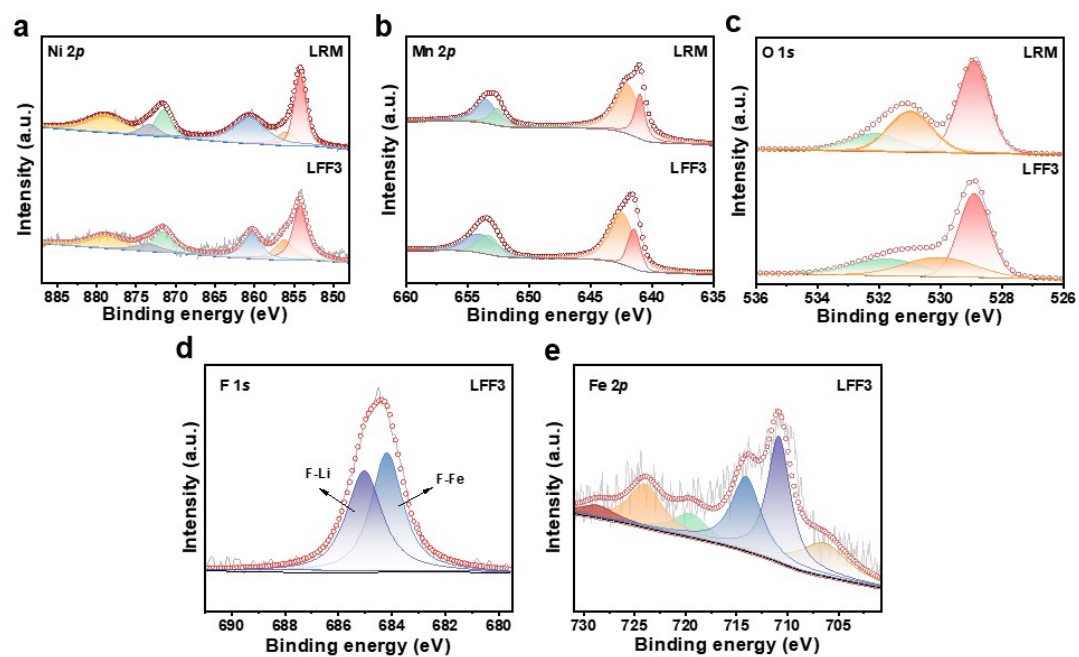 a
Ni 2p
LRM
LFF3
Intensity (a.u.)
885 880 875 870 865 860 855 850
Binding energy (eV)
b
Mn 2p
LRM
LFF3
Intensity (a.u.)
660 655 650 645 640 635
Binding energy (eV)
c
O 1s
LRM
LFF3
Intensity (a.u.)
536 534 532 530 528 526
Binding energy (eV)
d
F 1s
LFF3
F-Li
F-Fe
Intensity (a.u.)
690 688 686 684 682 680
Binding energy (eV)
e
Fe 2p
LFF3
Intensity (a.u.)
730 725 720 715 710 705
Binding energy (eV)